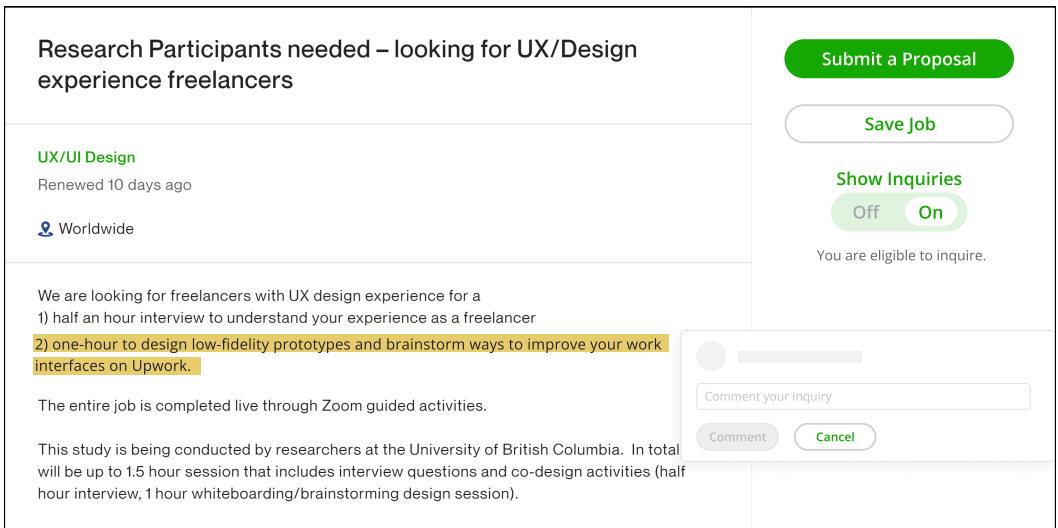 Research Participants needed – looking for UX/Design
experience freelancers
Submit a Proposal
Save Job
UX/UI Design
Renewed 10 days ago
Show Inquiries
Off On
Worldwide
You are eligible to inquire.
We are looking for freelancers with UX design experience for a
1) half an hour interview to understand your experience as a freelancer
2) one-hour to design low-fidelity prototypes and brainstorm ways to improve your work
interfaces on Upwork.
Comment your inquiry
Comment Cancel
The entire job is completed live through Zoom guided activities.
This study is being conducted by researchers at the University of British Columbia. In total
will be up to 1.5 hour session that includes interview questions and co-design activities (half
hour interview, 1 hour whiteboarding/brainstorming design session).